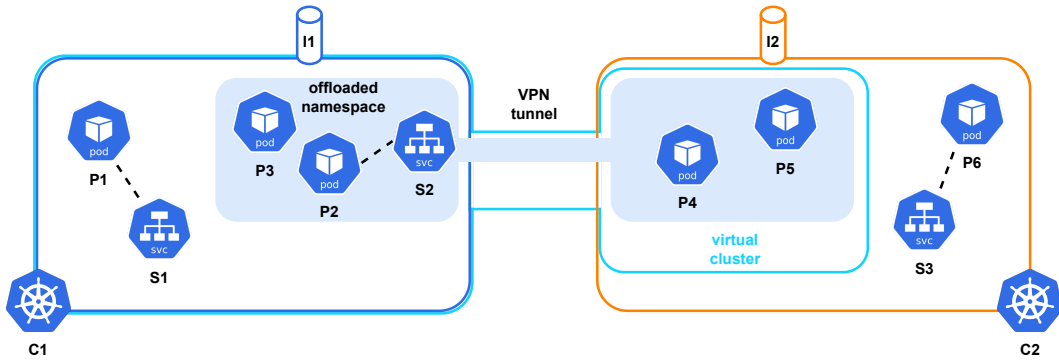 I1
I2
offloaded
namespace
VPN
tunnel
pod
P1
pod
P3
pod
P2
svc
S2
pod
P4
pod
P5
pod
P6
svc
S1
virtual
cluster
svc
S3
C1
C2